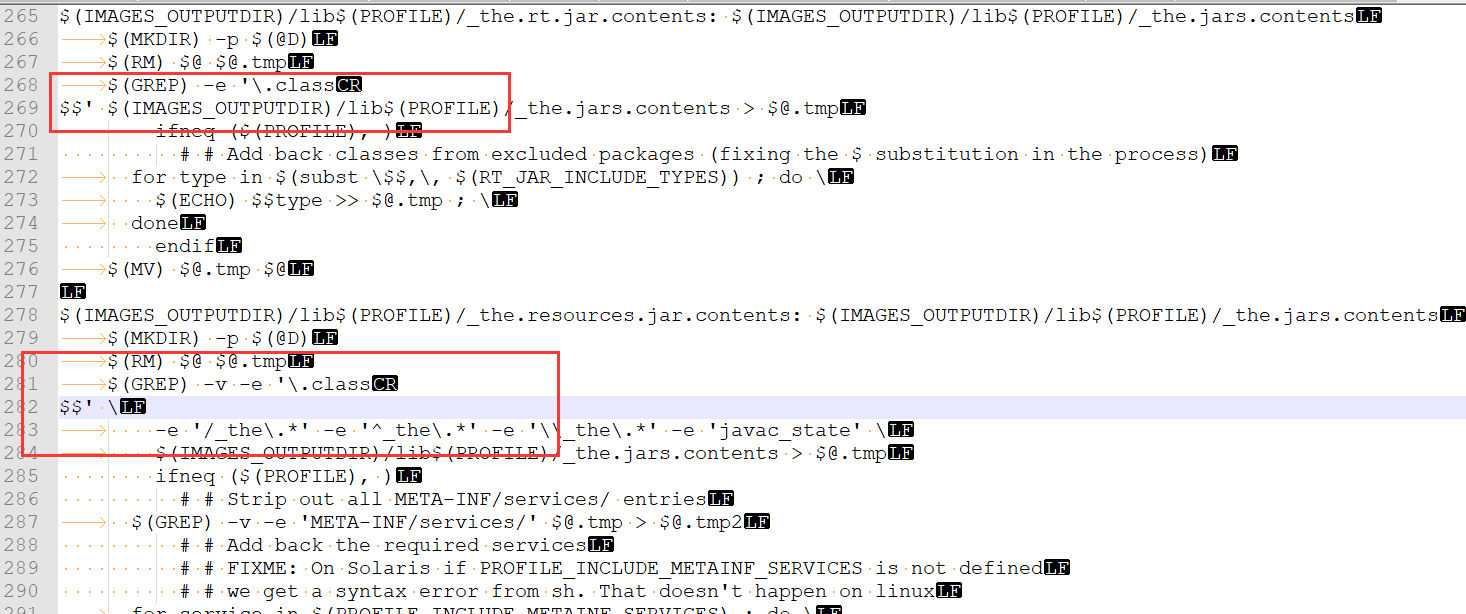 265 $(IMAGES_OUTPUTDIR)/lib$(PROFILE)/_the.rt.jar.contents: $(IMAGES_OUTPUTDIR)/lib$(PROFILE)/_the.jars.contentsLF
266 $(MKDIR) -p $(@D)LF
267 $(RM) $@ $@.tmpLF
268 $(GREP) -e '\.classCR
269 $$' $(IMAGES_OUTPUTDIR)/lib$(PROFILE)/_the.jars.contents > $@.tmpLF
270 ifneq ($(PROFILE), )LF
271 # # Add back classes from excluded packages (fixing the $ substitution in the process)LF
272 for type in $(subst \$$,\, $(RT_JAR_INCLUDE_TYPES)) ; do \LF
273 $(ECHO) $$type >> $@.tmp ; \LF
274 doneLF
275 endifLF
276 $(MV) $@.tmp $@LF
277 LF
278 $(IMAGES_OUTPUTDIR)/lib$(PROFILE)/_the.resources.jar.contents: $(IMAGES_OUTPUTDIR)/lib$(PROFILE)/_the.jars.contentsLF
279 $(MKDIR) -p $(@D)LF
280 $(RM) $@ $@.tmpLF
281 $(GREP) -v -e '\.classCR
282 $$' \LF
283 -e '/_the\.*' -e '^_the\.*' -e '\\_the\.*' -e 'javac_state' \LF
284 $(IMAGES_OUTPUTDIR)/lib$(PROFILE)/_the.jars.contents > $@.tmpLF
285 ifneq ($(PROFILE), )LF
286 # # Strip out all META-INF/services/ entriesLF
287 $(GREP) -v -e 'META-INF/services/' $@.tmp > $@.tmp2LF
288 # # Add back the required servicesLF
289 # # FIXME: On Solaris if PROFILE_INCLUDE_METAINF_SERVICES is not definedLF
290 # # we get a syntax error from sh. That doesn't happen on linuxLF
291 for service in $(PROFILE_INCLUDE_METAINF_SERVICES) ; do \LF